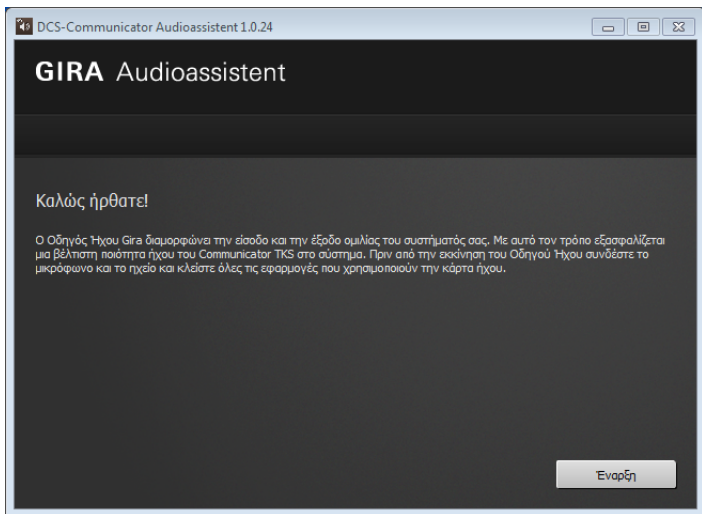 DCS-Communicator Audioassistent 1.0.24
GIRA Audioassistent
Καλώς ήρθατε!
Ο Οδηγός Ήχου Gira διαμορφώνει την είσοδο και την έξοδο ομιλίας του συστήματός σας. Με αυτό τον τρόπο εξασφαλίζεται
μια βέλτιστη ποιότητα ήχου του Communicator TKS στο σύστημα. Πριν από την εκκίνηση του Οδηγού Ήχου συνδέστε το
μικρόφωνο και το ηχείο και κλείστε όλες τις εφαρμογές που χρησιμοποιούν την κάρτα ήχου.
Έναρξη